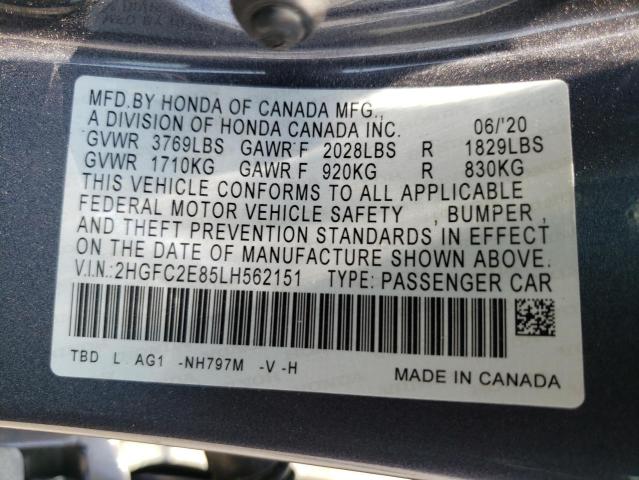 MFD.BY HONDA OF CANADA MFG.,
A DIVISION OF HONDA CANADA INC. 06/'20
GVWR 3769LBS GAWR F 2028LBS R 1829LBS
GVWR 1710KG GAWR F 920KG R 830KG
THIS VEHICLE CONFORMS TO ALL APPLICABLE
FEDERAL MOTOR VEHICLE SAFETY , BUMPER ,
AND THEFT PREVENTION STANDARDS IN EFFECT
ON THE DATE OF MANUFACTURE SHOWN ABOVE.
V.I.N.:2HGFC2E85LH562151 TYPE: PASSENGER CAR
TBD L AG1 -NH797M -V -H
MADE IN CANADA